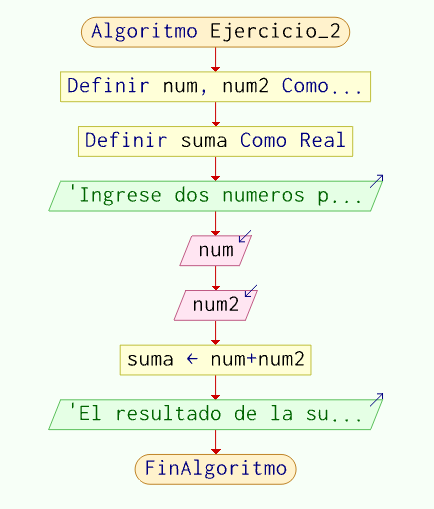 Algoritmo Ejercicio_2
Definir num, num2 Como...
Definir suma Como Real
'Ingrese dos numeros p...
num
num2
suma ← num+num2
'El resultado de la su...
FinAlgoritmo